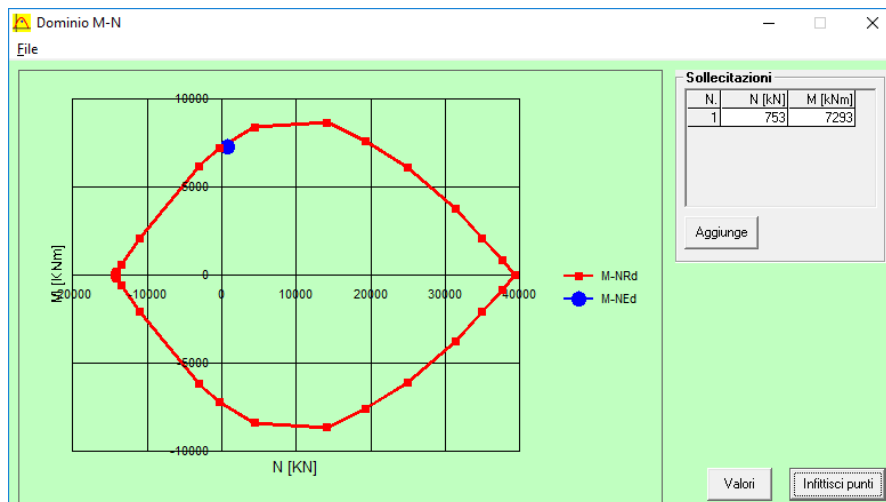 Dominio M-N
File
10000
5000
0
-5000
-10000
-20000 -10000 0 10000 20000 30000 40000
M [KNm]
N [KN]
M-NRd
M-NEd
Sollecitazioni
N. N [kN] M [kNm]
1 753 7293
Aggiunge
Valori Infittisci punti